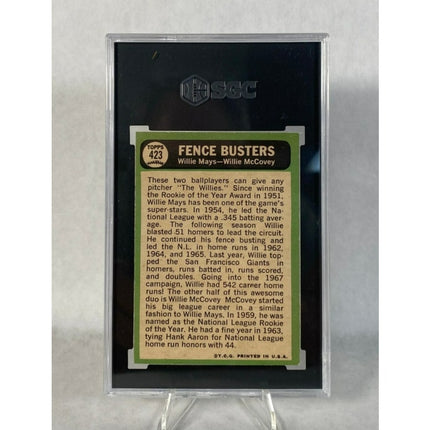 SGC
TOPPS
423
FENCE BUSTERS
Willie Mays—Willie McCovey
These two ballplayers can give any
pitcher "The Willies." Since winning
the Rookie of the Year Award in 1951,
Willie Mays has been one of the game's
super-stars. In 1954, he led the Na-
tional League with a .345 batting aver-
age. The following season Willie
blasted 51 homers to lead the circuit.
He continued his fence busting and
led the N.L. in home runs in 1962,
1964, and 1965. Last year, Willie top-
ped the San Francisco Giants in
homers, runs batted in, runs scored,
and doubles. Going into the 1967
campaign, Willie had 542 career home
runs! The other half of this awesome
duo is Willie McCovey McCovey started
his big league career in a similar
fashion to Willie Mays. In 1959, he was
named as the National League Rookie
of the Year. He had a fine year in 1963,
tying Hank Aaron for National League
home run honors with 44.
©T.C.G. PRINTED IN U.S.A.